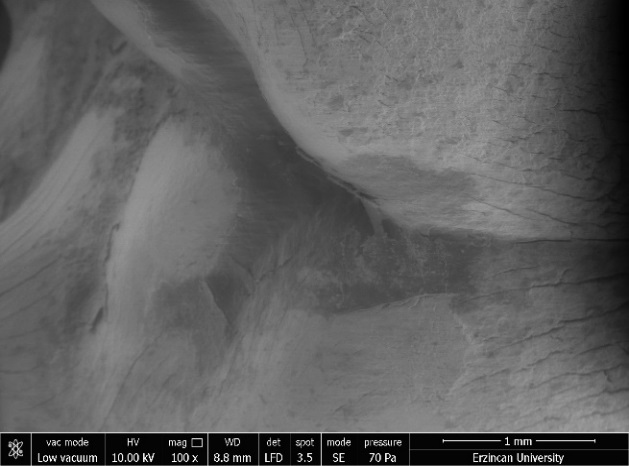 vac mode HV mag WD det spot mode pressure 1 mm
Low vacuum 10.00 kV 100 x 8.8 mm LFD 3.5 SE 70 Pa Erzincan University